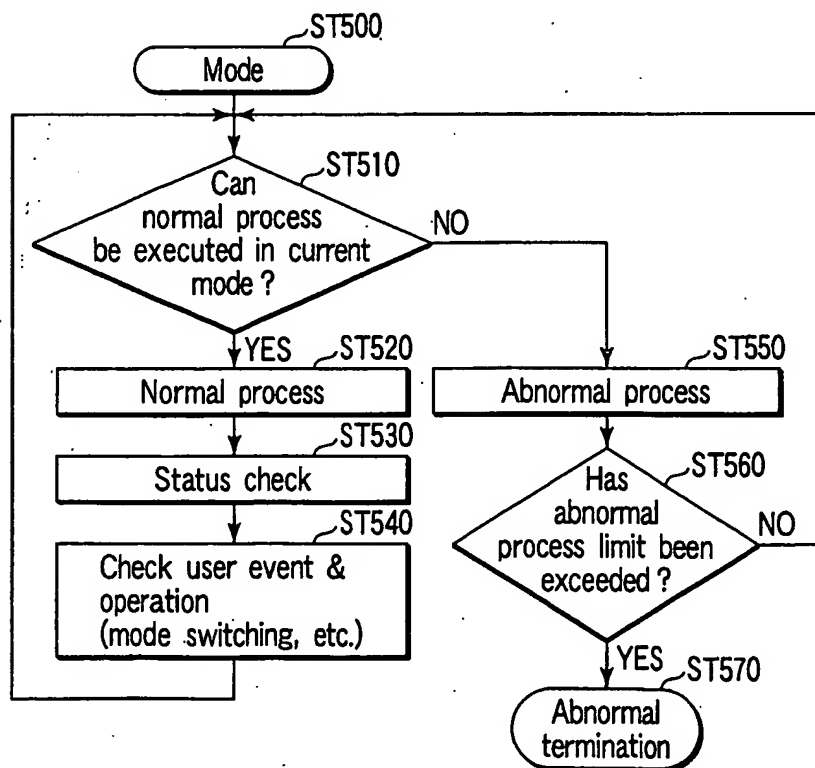 ST500
Mode
ST510
Can
normal process
be executed in current
mode ?
NO
YES
ST520
Normal process
ST530
Status check
ST540
Check user event &
operation
(mode switching, etc.)
ST550
Abnormal process
ST560
Has
abnormal
process limit been
exceeded ?
NO
YES
ST570
Abnormal
termination